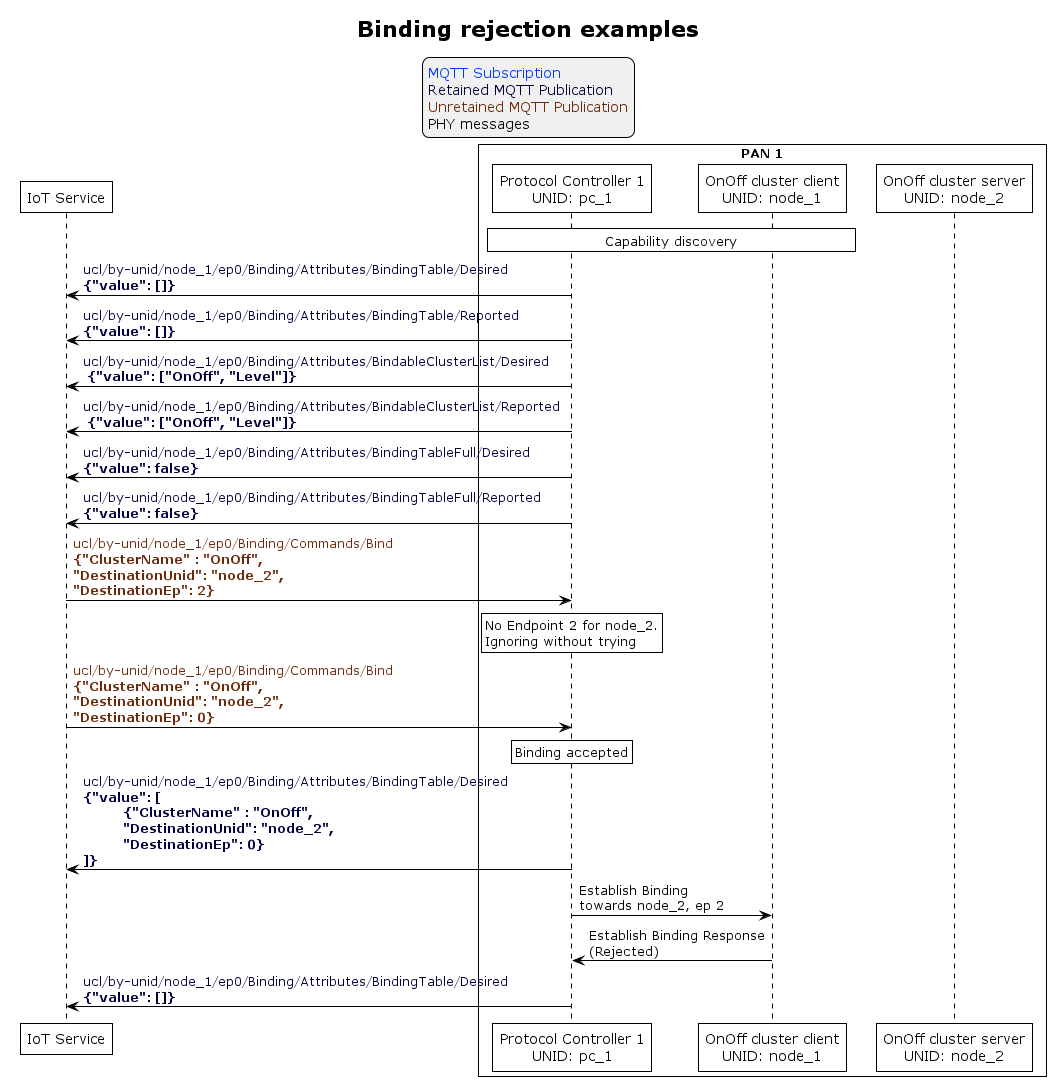 Binding rejection examples
MQTT Subscription
Retained MQTT Publication
Unretained MQTT Publication
PHY messages
PAN 1
IoT Service
Protocol Controller 1
UNID: pc_1
OnOff cluster client
UNID: node_1
OnOff cluster server
UNID: node_2
Capability discovery
ucl/by-unid/node_1/ep0/Binding/Attributes/BindingTable/Desired
{"value": []}
ucl/by-unid/node_1/ep0/Binding/Attributes/BindingTable/Reported
{"value": []}
ucl/by-unid/node_1/ep0/Binding/Attributes/BindableClusterList/Desired
{"value": ["OnOff", "Level"]}
ucl/by-unid/node_1/ep0/Binding/Attributes/BindableClusterList/Reported
{"value": ["OnOff", "Level"]}
ucl/by-unid/node_1/ep0/Binding/Attributes/BindingTableFull/Desired
{"value": false}
ucl/by-unid/node_1/ep0/Binding/Attributes/BindingTableFull/Reported
{"value": false}
ucl/by-unid/node_1/ep0/Binding/Commands/Bind
{"ClusterName" : "OnOff",
"DestinationUnid": "node_2",
"DestinationEp": 2}
No Endpoint 2 for node_2.
Ignoring without trying
ucl/by-unid/node_1/ep0/Binding/Commands/Bind
{"ClusterName" : "OnOff",
"DestinationUnid": "node_2",
"DestinationEp": 0}
Binding accepted
ucl/by-unid/node_1/ep0/Binding/Attributes/BindingTable/Desired
{"value": [
{"ClusterName" : "OnOff",
"DestinationUnid": "node_2",
"DestinationEp": 0}
]}
Establish Binding
towards node_2, ep 2
Establish Binding Response
(Rejected)
ucl/by-unid/node_1/ep0/Binding/Attributes/BindingTable/Desired
{"value": []}
IoT Service
Protocol Controller 1
UNID: pc_1
OnOff cluster client
UNID: node_1
OnOff cluster server
UNID: node_2